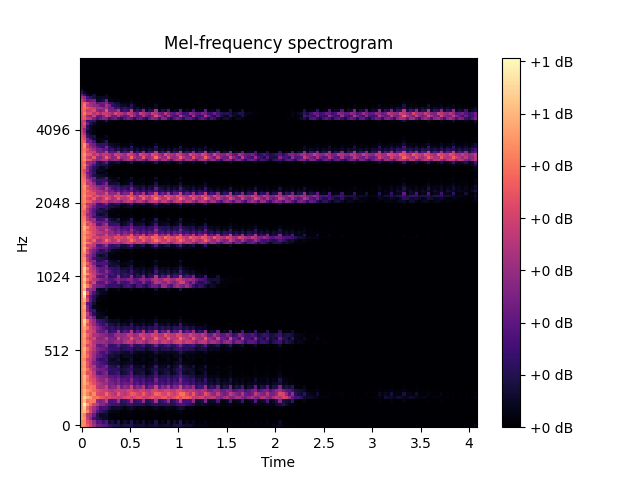 Mel-frequency spectrogram
Hz
4096
2048
1024
512
0
0
0.5
1
1.5
2
2.5
3
3.5
4
Time
+1 dB
+1 dB
+0 dB
+0 dB
+0 dB
+0 dB
+0 dB
+0 dB